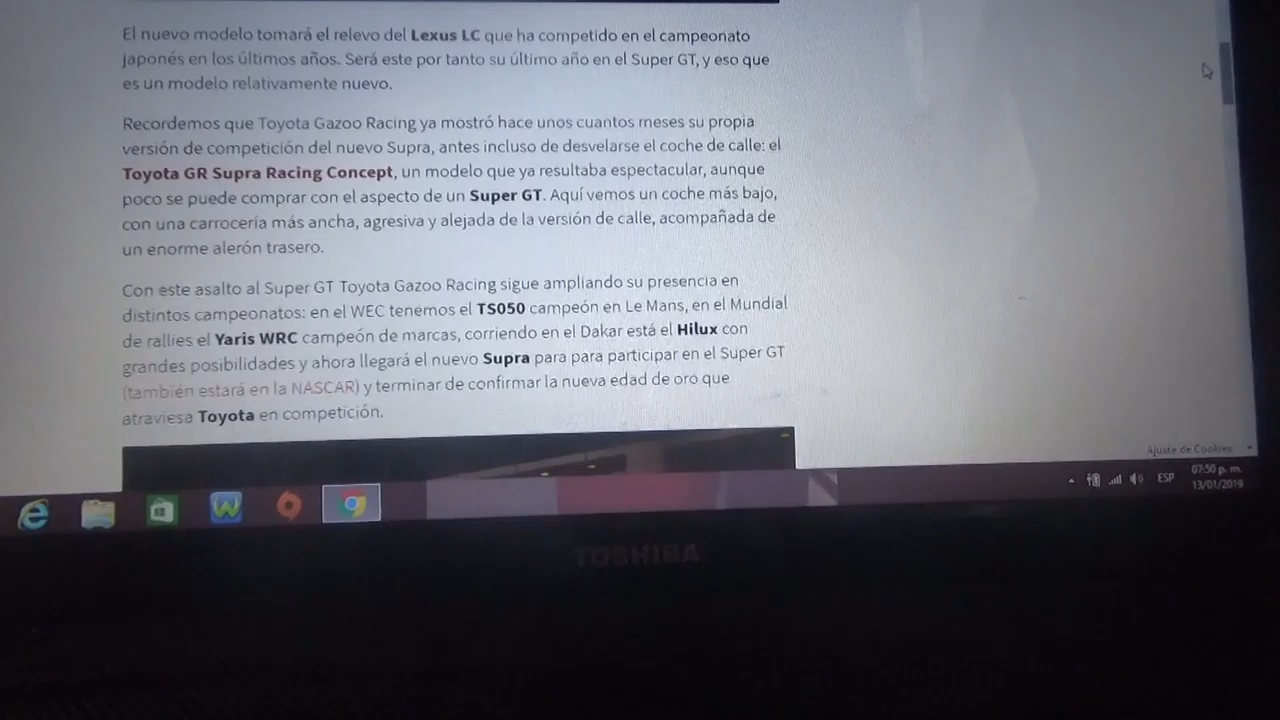 El nuevo modelo tomará el relevo del Lexus LC que ha competido en el campeonato
japonés en los últimos años. Será este por tanto su último año en el Super GT, y eso que
es un modelo relativamente nuevo.
Recordemos que Toyota Gazoo Racing ya mostró hace unos cuantos meses su propia
versión de competición del nuevo Supra, antes incluso de desvelarse el coche de calle: el
Toyota GR Supra Racing Concept, un modelo que ya resultaba espectacular, aunque
poco se puede comprar con el aspecto de un Super GT. Aquí vemos un coche más bajo,
con una carrocería más ancha, agresiva y alejada de la versión de calle, acompañada de
un enorme alerón trasero.
Con este asalto al Super GT Toyota Gazoo Racing sigue ampliando su presencia en
distintos campeonatos: en el WEC tenemos el TS050 campeón en Le Mans, en el Mundial
de rallies el Yaris WRC campeón de marcas, corriendo en el Dakar está el Hilux con
grandes posibilidades y ahora llegará el nuevo Supra para para participar en el Super GT
(también estará en la NASCAR) y terminar de confirmar la nueva edad de oro que
atraviesa Toyota en competición.
Ajuste de Cookies
ESP
07:50 p. m.
13/01/2019
TOSHIBA